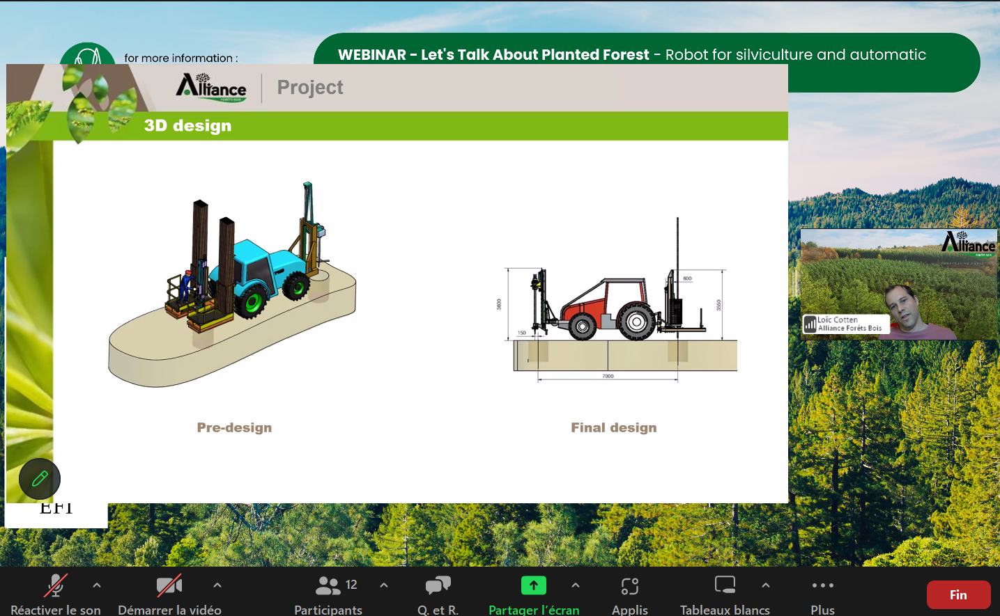 for more information :
WEBINAR - Let's Talk About Planted Forest - Robot for silviculture and automatic
Alliance
FORÊTS BOIS
Project
3D design
3600
150
7000
600
3550
Pre-design
Final design
Alliance
FORÊTS BOIS
Loïc Cotten
Alliance Forêts Bois
EFI
12
Réactiver le son
Démarrer la vidéo
Participants
Q. et R.
Partager l'écran
Applis
Tableaux blancs
Plus
Fin